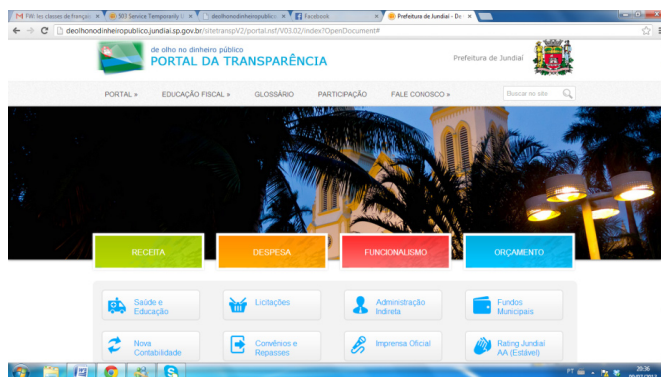 FW: les classes de français
503 Service Temporarily U
deolhonodinheiropublico
Facebook
Prefeitura de Jundiaí - De
deolhonodinheiropublico.jundiai.sp.gov.br/sitetranspV2/portal.nsf/V03.02/index?OpenDocument#
de olho no dinheiro público
PORTAL DA TRANSPARÊNCIA
Prefeitura de Jundiaí
PORTAL » EDUCAÇÃO FISCAL » GLOSSÁRIO PARTICIPAÇÃO FALE CONOSCO » Buscar no site
RECEITA DESPESA FUNCIONALISMO ORÇAMENTO
Saúde e
Educação
Licitações
Administração
Indireta
Fundos
Municipais
Nova
Contabilidade
Convênios e
Repasses
Imprensa Oficial
Rating Jundiaí
AA (Estável)
PT
20:36